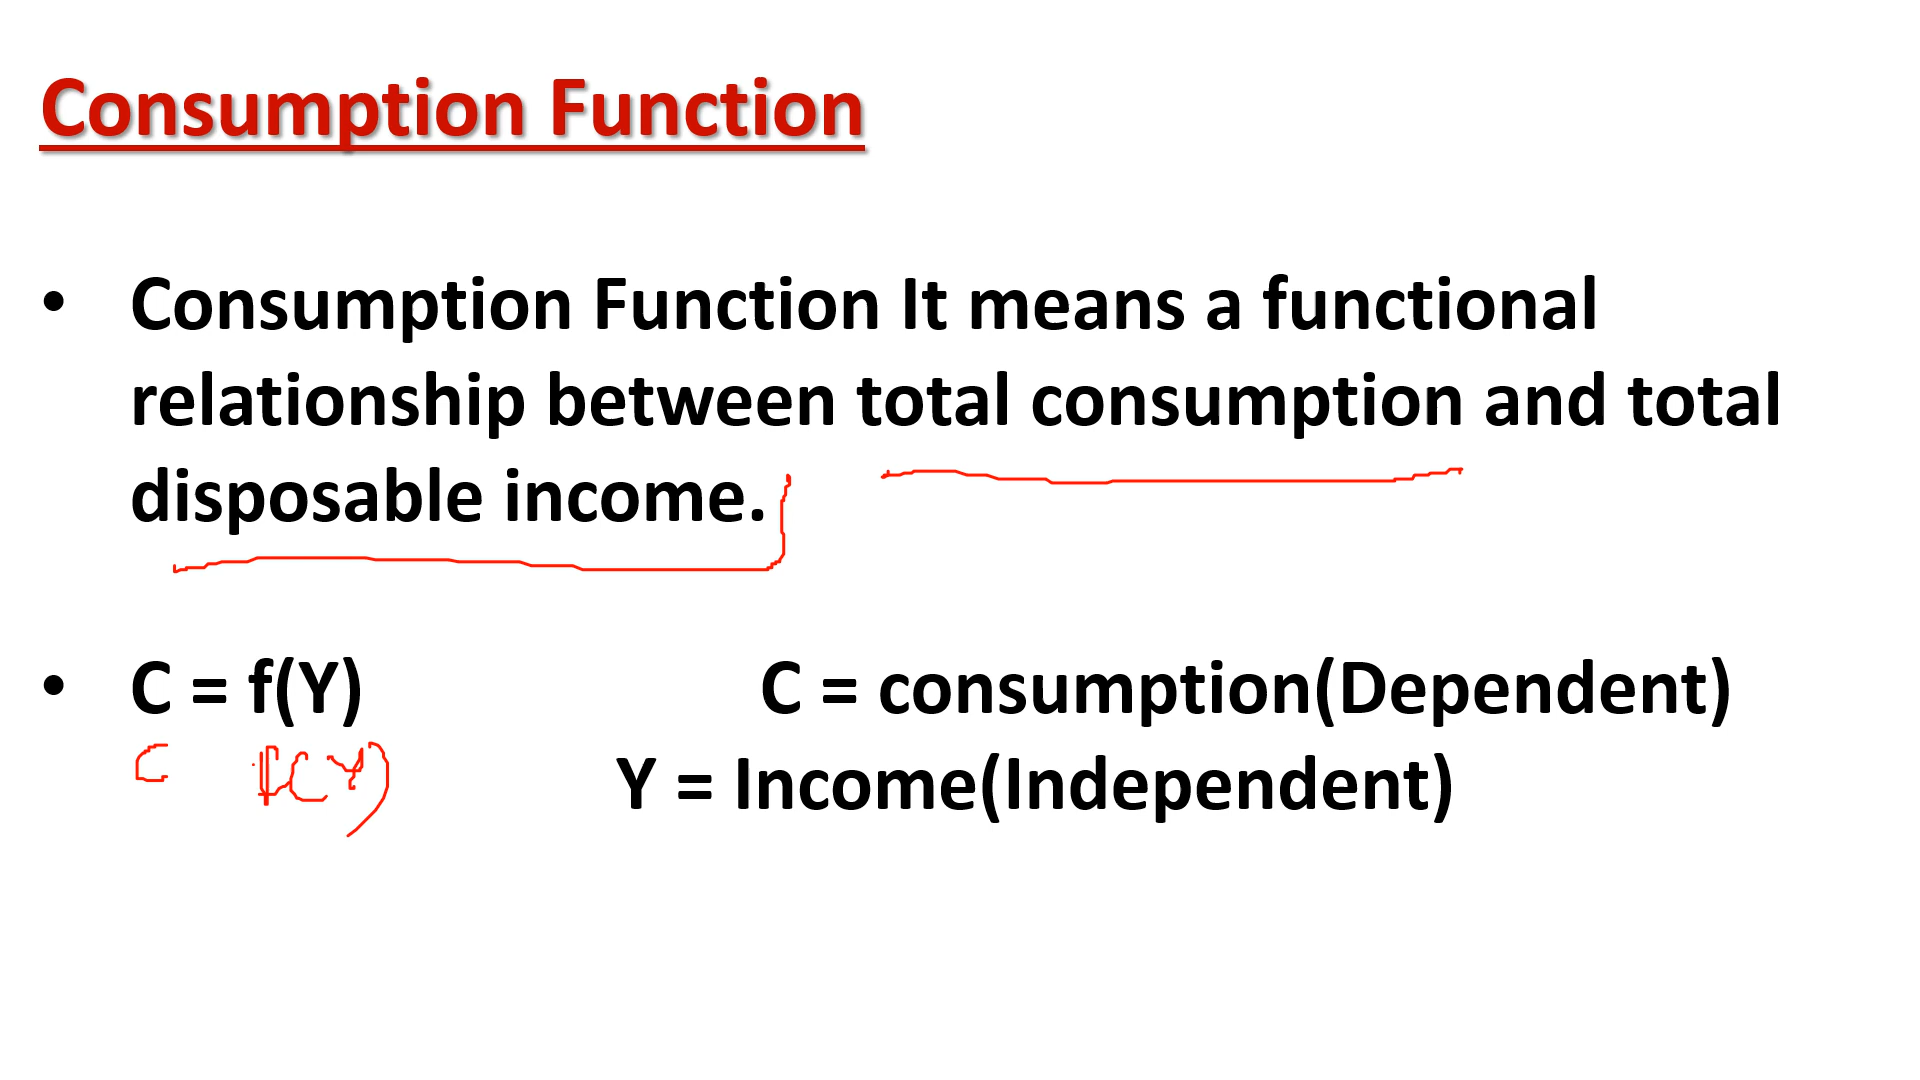 Consumption Function
• Consumption Function It means a functional
relationship between total consumption and total
disposable income.
• C = f(Y) C = consumption(Dependent)
C f(Y)
Y = Income(Independent)